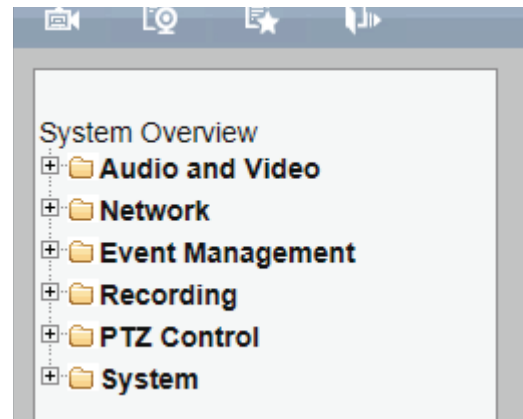 System Overview
Audio and Video
Network
Event Management
Recording
PTZ Control
System